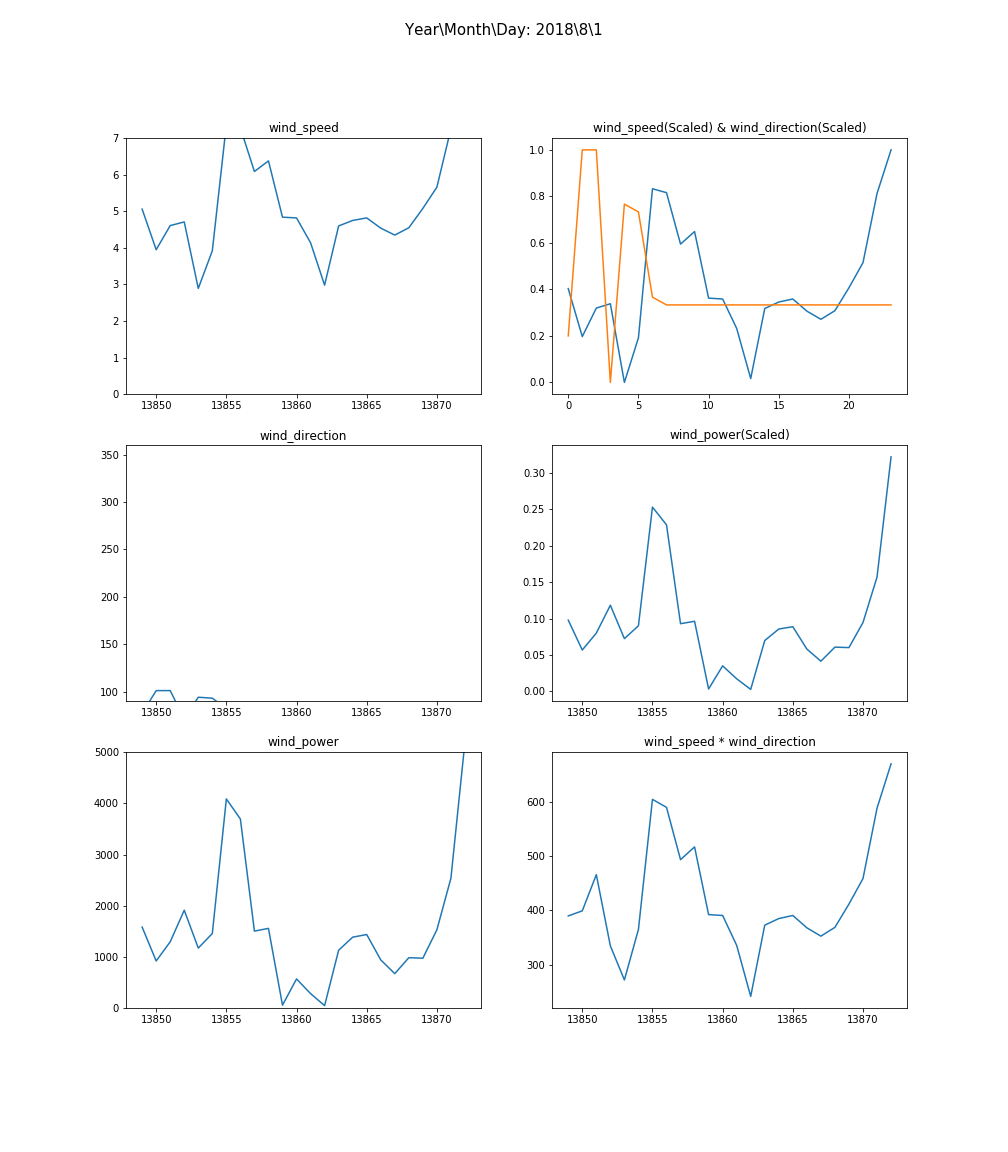 Year\Month\Day: 2018\8\1
wind_speed
7
6
5
4
3
2
1
0
13850 13855 13860 13865 13870
wind_speed(Scaled) & wind_direction(Scaled)
1.0
0.8
0.6
0.4
0.2
0.0
0 5 10 15 20
wind_direction
350
300
250
200
150
100
13850 13855 13860 13865 13870
wind_power(Scaled)
0.30
0.25
0.20
0.15
0.10
0.05
0.00
13850 13855 13860 13865 13870
wind_power
5000
4000
3000
2000
1000
0
13850 13855 13860 13865 13870
wind_speed * wind_direction
600
500
400
300
13850 13855 13860 13865 13870